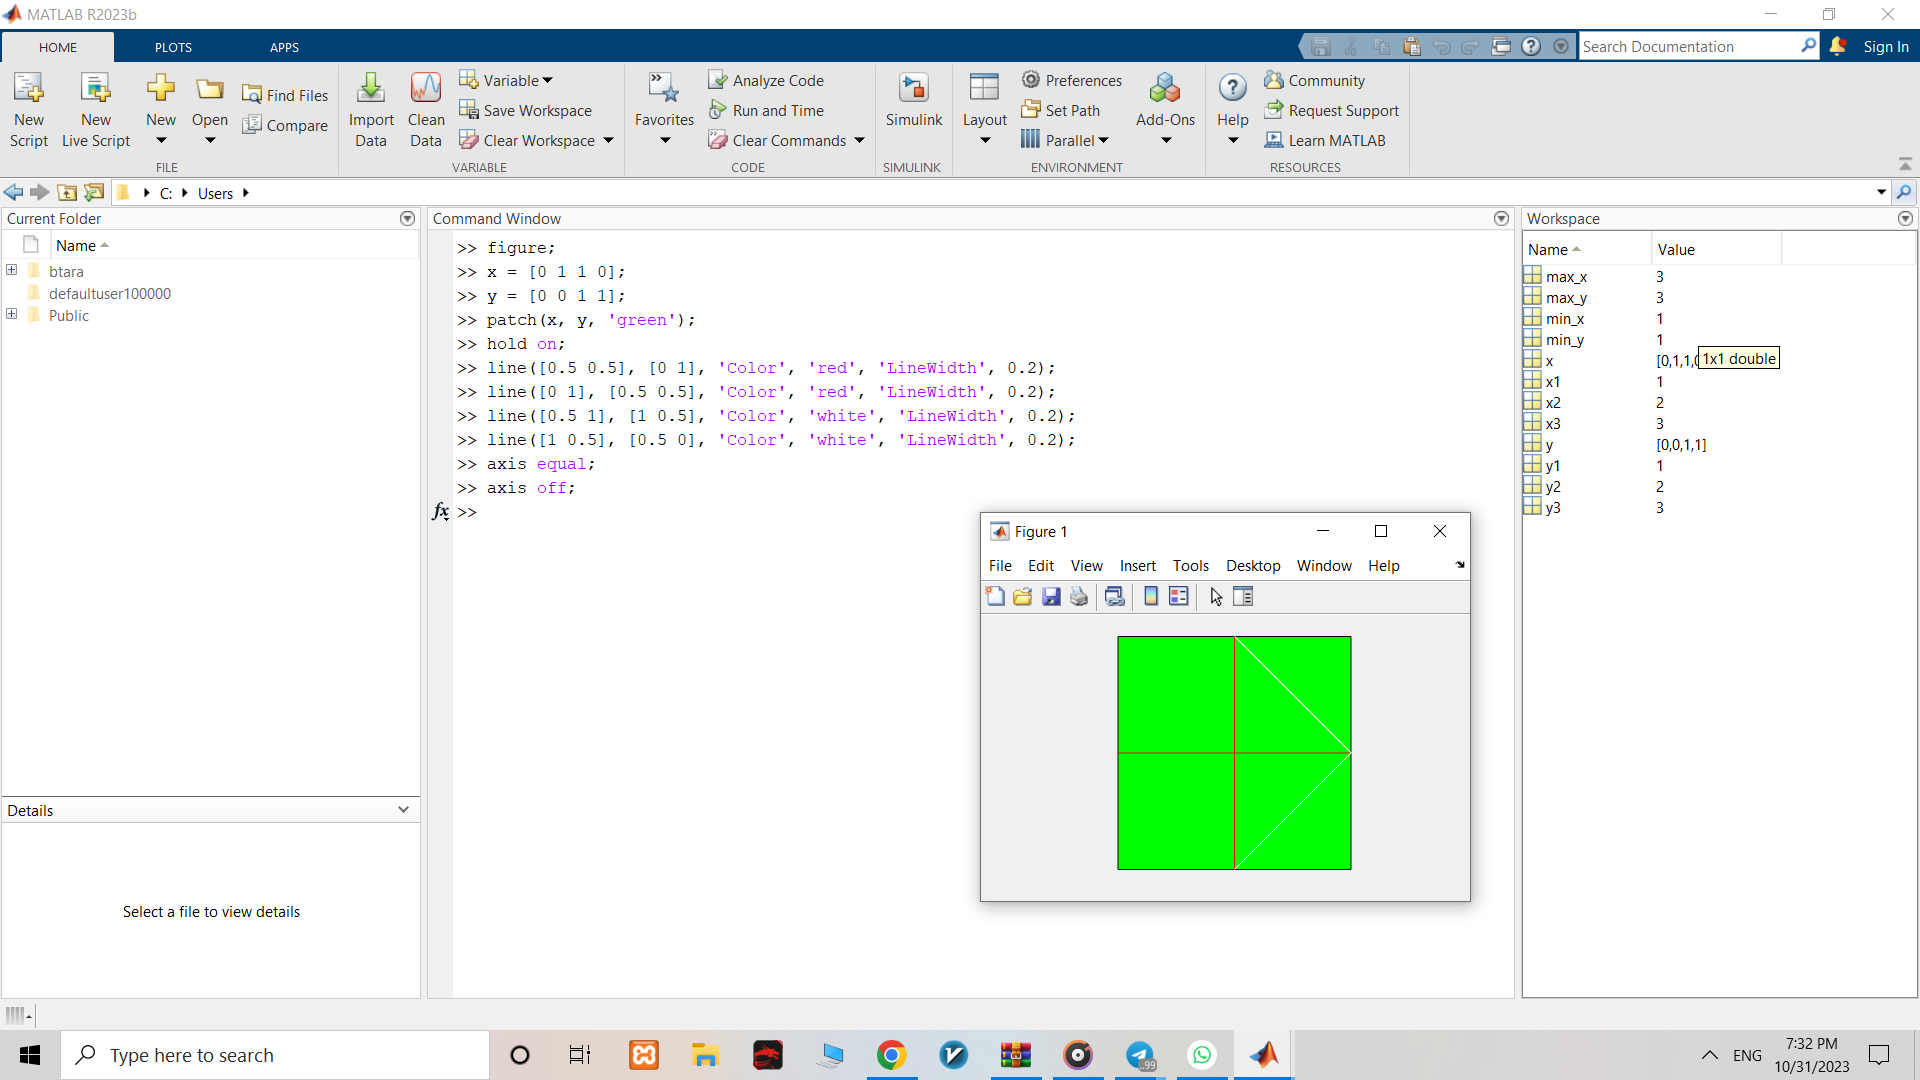 MATLAB R2023b
HOME PLOTS APPS
Search Documentation
Sign In
New Script
New Live Script
New
Open
Find Files
Compare
FILE
Import Data
Clean Data
Variable
Save Workspace
Clear Workspace
VARIABLE
Favorites
Analyze Code
Run and Time
Clear Commands
CODE
Simulink
SIMULINK
Layout
Preferences
Set Path
Parallel
Add-Ons
ENVIRONMENT
Help
Community
Request Support
Learn MATLAB
RESOURCES
C: Users
Current Folder
Name
btara
defaultuser100000
Public
Details
Select a file to view details
Command Window
>> figure;
>> x = [0 1 1 0];
>> y = [0 0 1 1];
>> patch(x, y, 'green');
>> hold on;
>> line([0.5 0.5], [0 1], 'Color', 'red', 'LineWidth', 0.2);
>> line([0 1], [0.5 0.5], 'Color', 'red', 'LineWidth', 0.2);
>> line([0.5 1], [1 0.5], 'Color', 'white', 'LineWidth', 0.2);
>> line([1 0.5], [0.5 0], 'Color', 'white', 'LineWidth', 0.2);
>> axis equal;
>> axis off;
fx >>
Figure 1
File Edit View Insert Tools Desktop Window Help
Workspace
Name Value
max_x 3
max_y 3
min_x 1
min_y 1
x [0,1,1,
1x1 double
x1 1
x2 2
x3 3
y [0,0,1,1]
y1 1
y2 2
y3 3
Type here to search
99
ENG
7:32 PM
10/31/2023